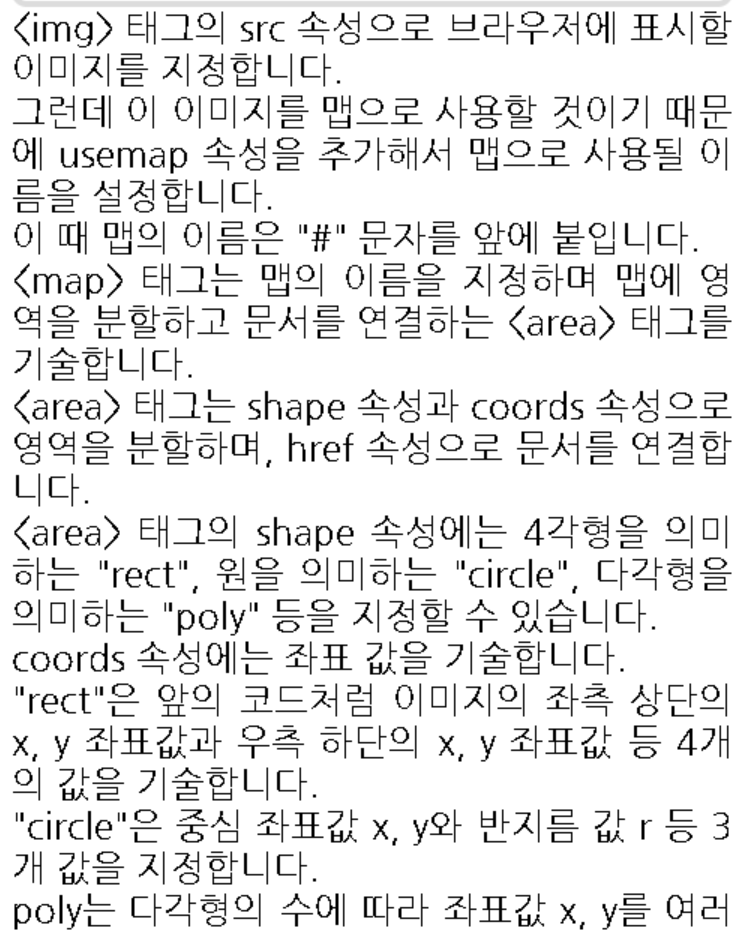 〈img〉 태그의 src 속성으로 브라우저에 표시할
이미지를 지정합니다.
그런데 이 이미지를 맵으로 사용할 것이기 때문
에 usemap 속성을 추가해서 맵으로 사용될 이
름을 설정합니다.
이 때 맵의 이름은 "#" 문자를 앞에 붙입니다.
〈map〉 태그는 맵의 이름을 지정하며 맵에 영
역을 분할하고 문서를 연결하는 〈area〉 태그를
기술합니다.
〈area〉 태그는 shape 속성과 coords 속성으로
영역을 분할하며, href 속성으로 문서를 연결합
니다.
〈area〉 태그의 shape 속성에는 4각형을 의미
하는 "rect", 원을 의미하는 "circle", 다각형을
의미하는 "poly" 등을 지정할 수 있습니다.
coords 속성에는 좌표 값을 기술합니다.
"rect"은 앞의 코드처럼 이미지의 좌측 상단의
x, y 좌표값과 우측 하단의 x, y 좌표값 등 4개
의 값을 기술합니다.
"circle"은 중심 좌표값 x, y와 반지름 값 r 등 3
개 값을 지정합니다.
poly는 다각형의 수에 따라 좌표값 x, y를 여러